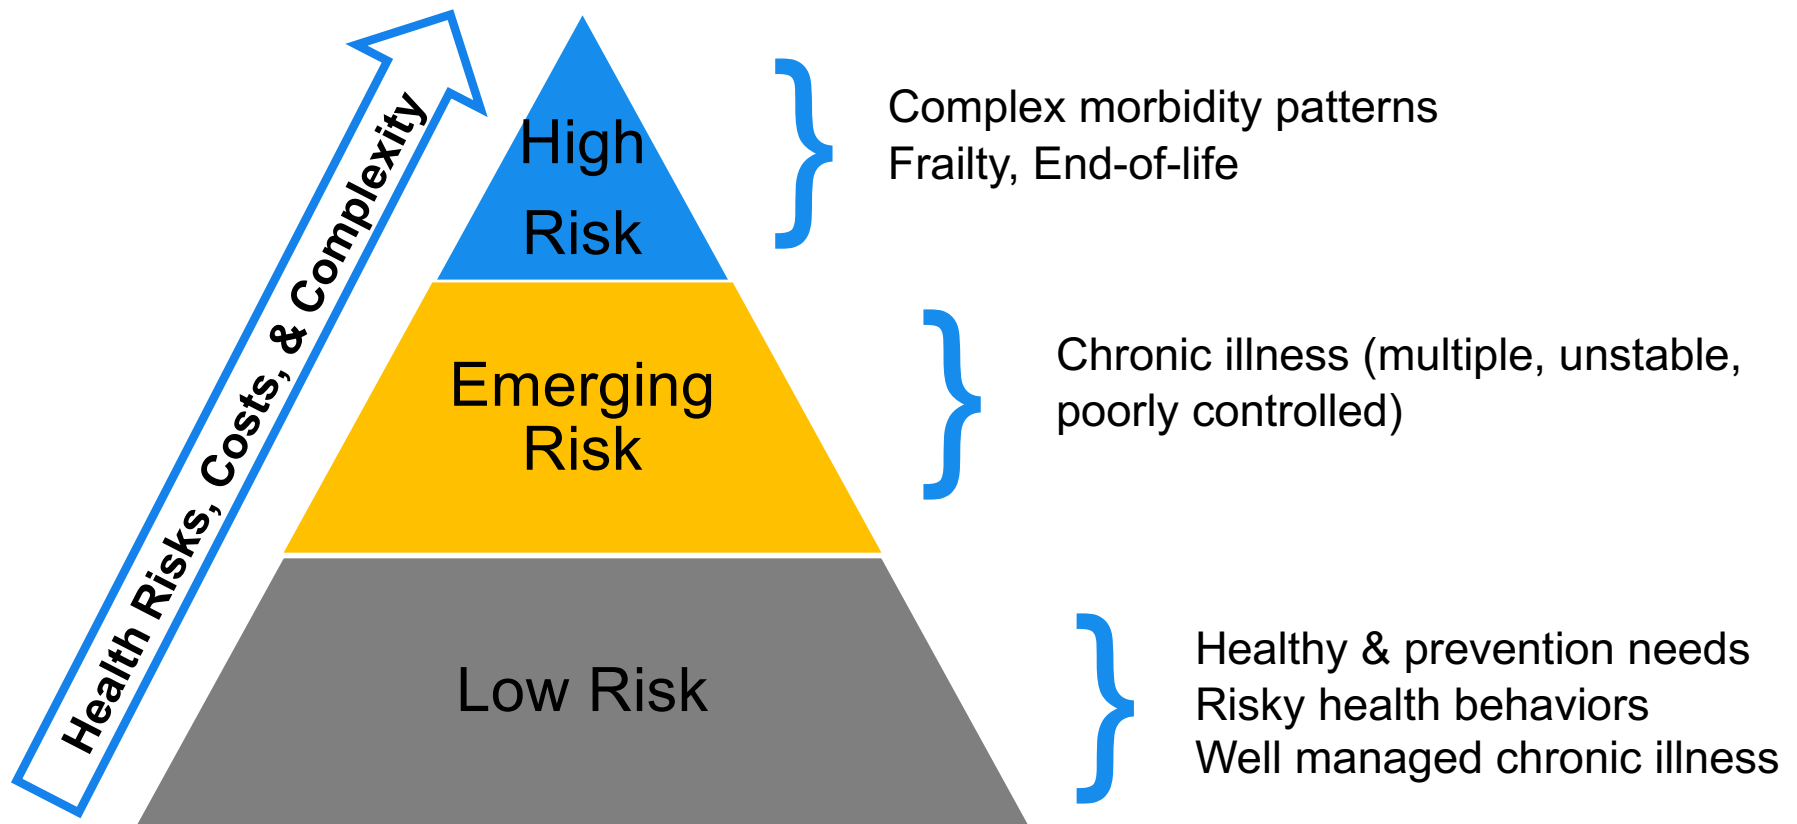 Health Risks, Costs, & Complexity
High
Risk
Complex morbidity patterns
Frailty, End-of-life
Emerging
Risk
Chronic illness (multiple, unstable,
poorly controlled)
Low Risk
Healthy & prevention needs
Risky health behaviors
Well managed chronic illness